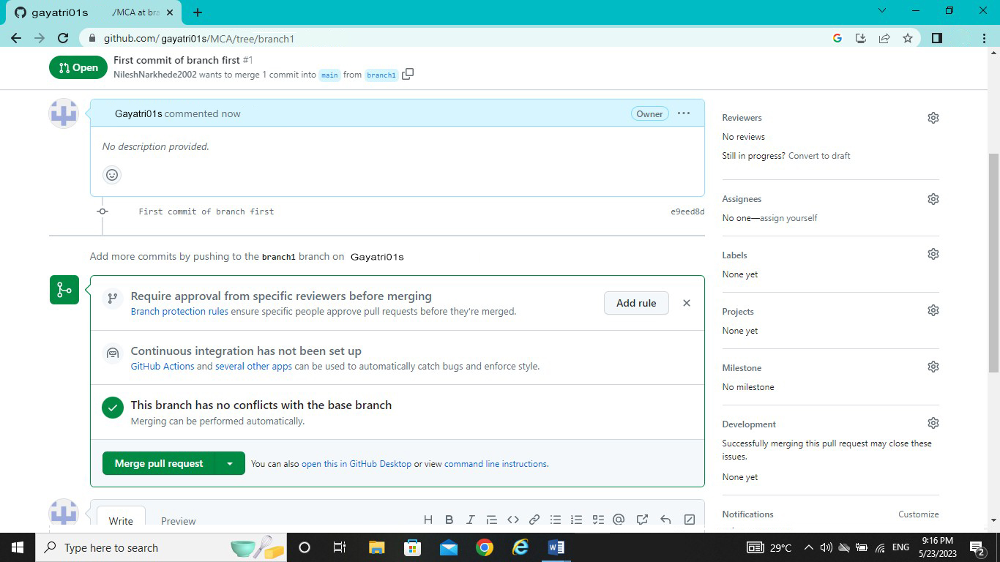 gayatri01s ./MCA at bra
github.com/ gayatri01s/MCA/tree/branch1
Open
First commit of branch first #1
NileshNarkhede2002 wants to merge 1 commit into main from branch1
Gayatri01s commented now
Owner
No description provided.
First commit of branch first e9eed8d
Add more commits by pushing to the branch1 branch on Gayatri01s
Require approval from specific reviewers before merging
Branch protection rules ensure specific people approve pull requests before they're merged.
Add rule
Continuous integration has not been set up
GitHub Actions and several other apps can be used to automatically catch bugs and enforce style.
This branch has no conflicts with the base branch
Merging can be performed automatically.
Merge pull request
You can also open this in GitHub Desktop or view command line instructions.
Write Preview
Reviewers
No reviews
Still in progress? Convert to draft
Assignees
No one—assign yourself
Labels
None yet
Projects
None yet
Milestone
No milestone
Development
Successfully merging this pull request may close these
issues.
None yet
Notifications Customize
Type here to search
29°C
ENG
9:16 PM
5/23/2023
2